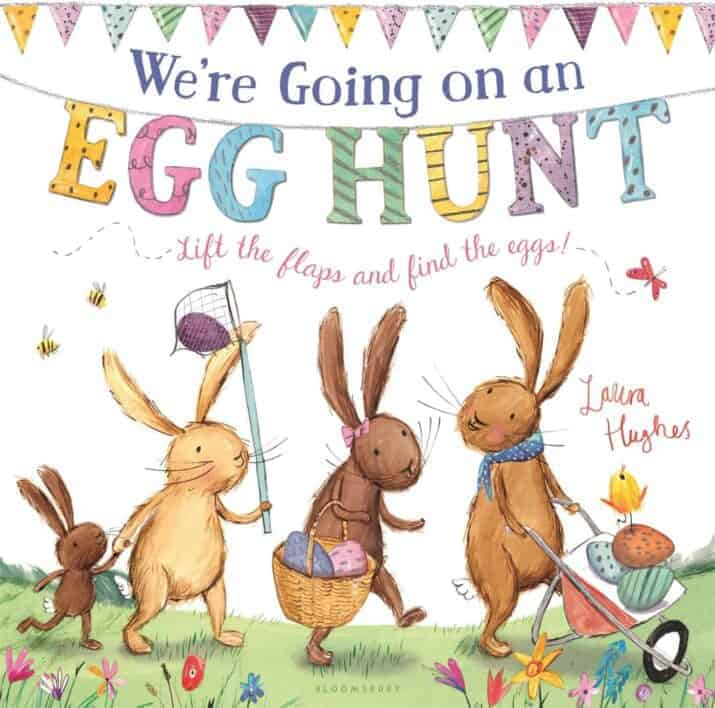 We're Going on an
EGG HUNT
Lift the flaps and find the eggs!
Laura
Hughes
BLOOMSBURY